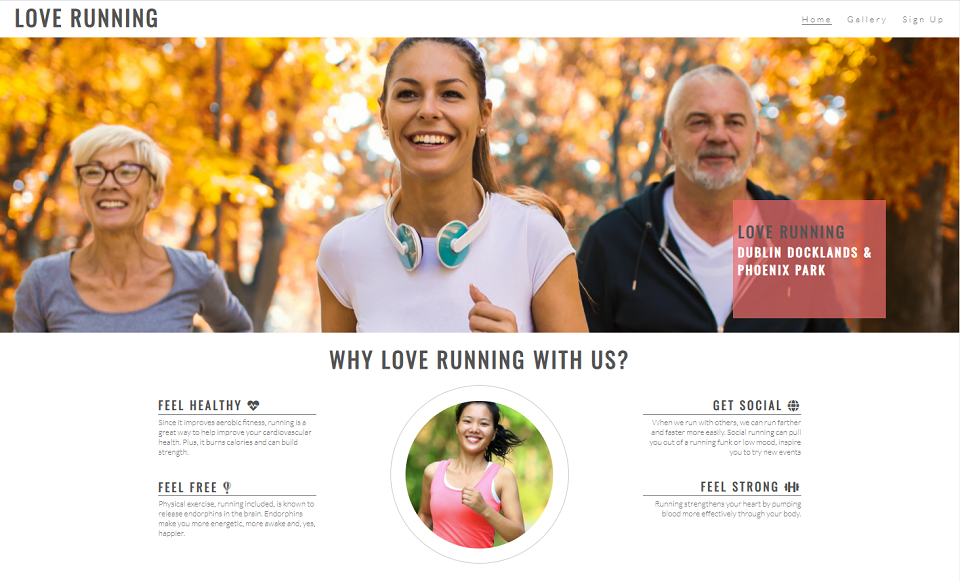 LOVE RUNNING
Home Gallery Sign Up
LOVE RUNNING
DUBLIN DOCKLANDS &
PHOENIX PARK
WHY LOVE RUNNING WITH US?
FEEL HEALTHY
Since it improves aerobic fitness, running is a
great way to help improve your cardiovascular
health. Plus, it burns calories and can build
strength.
FEEL FREE
Physical exercise, running included, is known to
release endorphins in the brain. Endorphins
make you more energetic, more awake and, yes,
happier.
GET SOCIAL
When we run with others, we can run farther
and faster more easily. Social running can pull
you out of a running funk or low mood, inspire
you to try new events
FEEL STRONG
Running strengthens your heart by pumping
blood more effectively through your body.